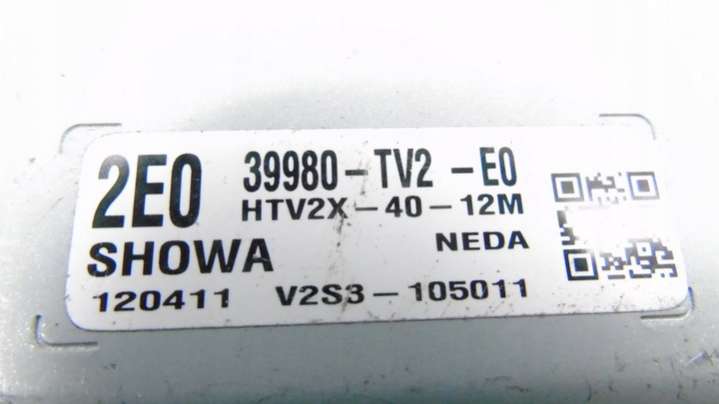 2E0 39980-TV2-E0
HTV2X-40-12M
SHOWA NEDA
120411 V2S3-105011